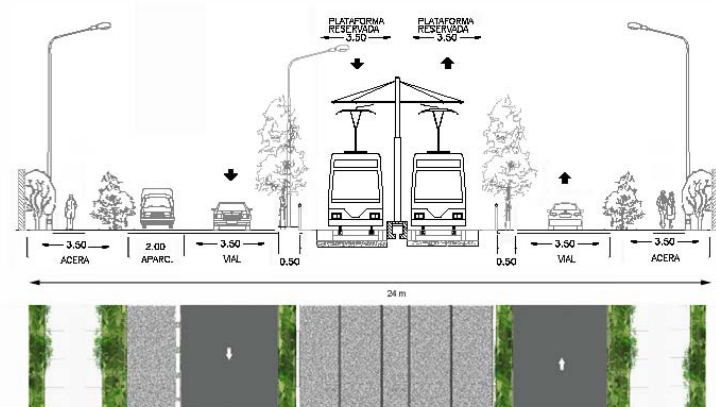 PLATAFORMA
RESERVADA
3.50
PLATAFORMA
RESERVADA
3.50
3.50
ACERA
2.00
APARC.
3.50
VIAL
0.50
0.50
3.50
VIAL
3.50
ACERA
24 m